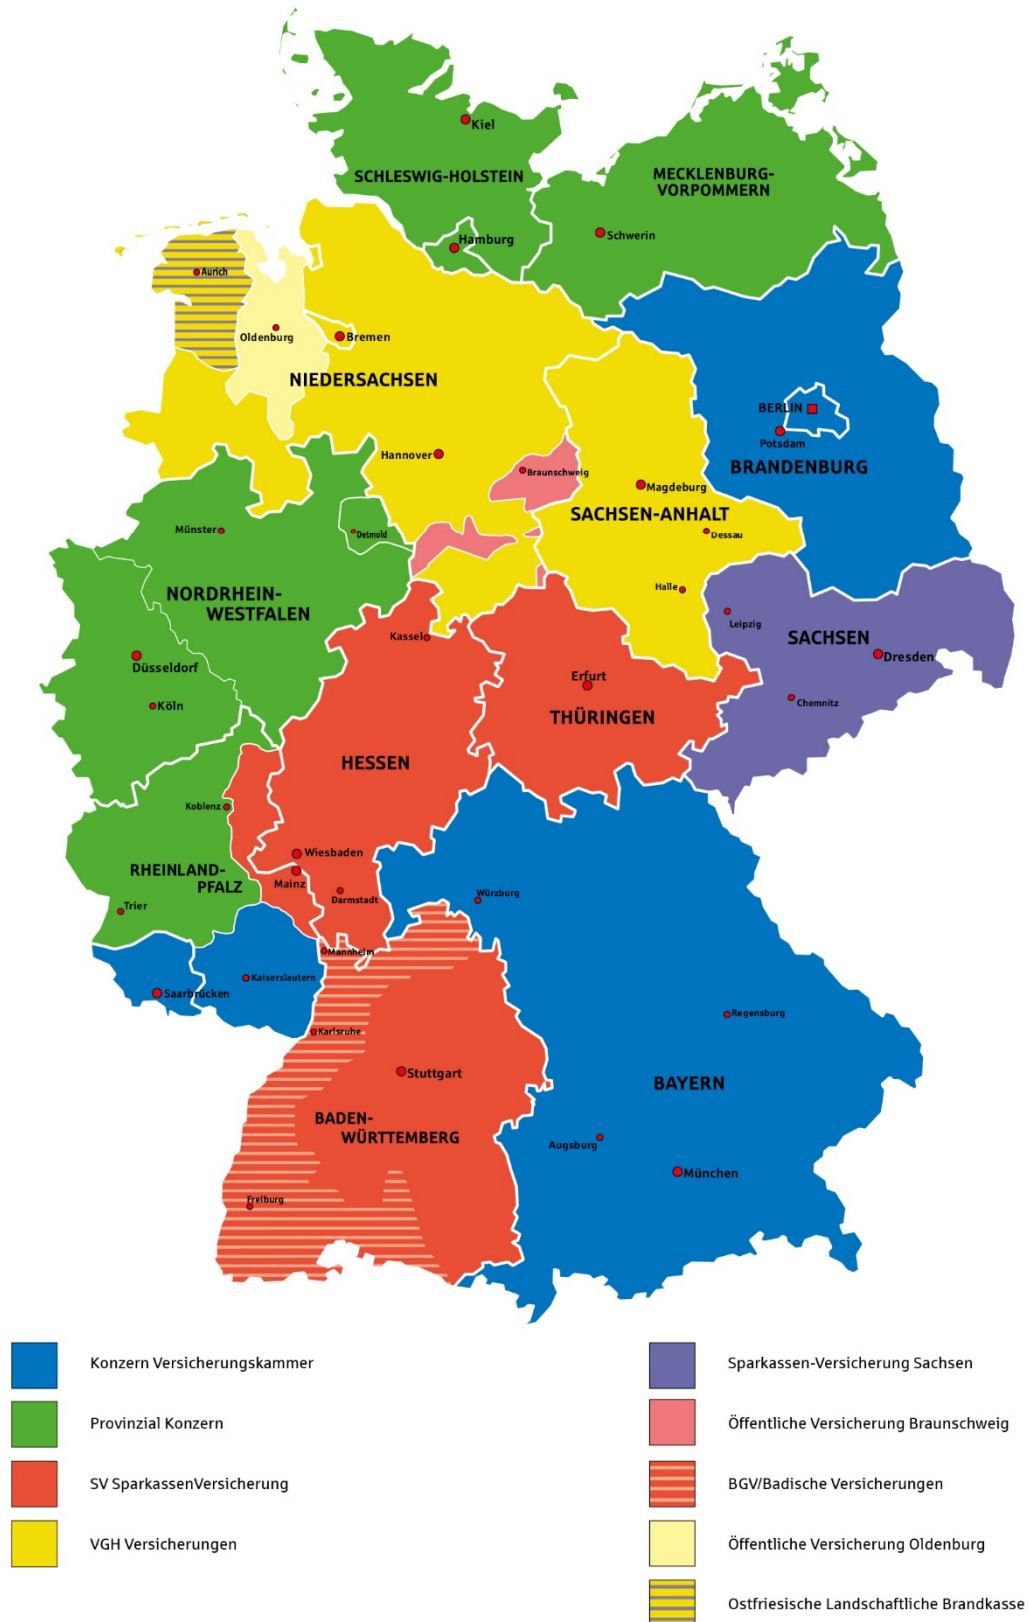 Kiel
SCHLESWIG-HOLSTEIN
MECKLENBURG-
VORPOMMERN
Hamburg
Schwerin
Aurich
Oldenburg
Bremen
NIEDERSACHSEN
BERLIN
Potsdam
BRANDENBURG
Hannover
Braunschweig
Magdeburg
SACHSEN-ANHALT
Dessau
Münster
Detmold
NORDRHEIN-
WESTFALEN
Halle
Leipzig
SACHSEN
Dresden
Kassel
Düsseldorf
Köln
Erfurt
THÜRINGEN
Chemnitz
HESSEN
Koblenz
Wiesbaden
RHEINLAND-
PFALZ
Mainz
Darmstadt
Würzburg
Trier
Mannheim
Kaiserslautern
Saarbrücken
Karlsruhe
Regensburg
Stuttgart
BAYERN
BADEN-
WÜRTTEMBERG
Augsburg
München
Freiburg
Konzern Versicherungskammer
Provinzial Konzern
SV SparkassenVersicherung
VGH Versicherungen
Sparkassen-Versicherung Sachsen
Öffentliche Versicherung Braunschweig
BGV/Badische Versicherungen
Öffentliche Versicherung Oldenburg
Ostfriesische Landschaftliche Brandkasse